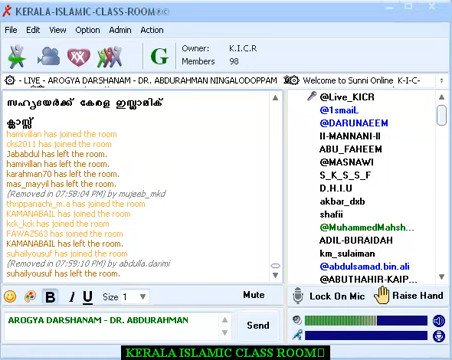 KERALA-ISLAMIC-CLASS-ROOM®©
File Edit View Option Admin Action
G
Owner: K.I.C.R
Members 98
- LIVE - AROGYA DARSHANAM - DR. ABDURAHMAN NINGALODOPPAM
Welcome to Sunni Online K-I-C-
സഹൃദയർക്ക് കേരള ഇസ്ലാമിക്
ക്ലാസ്സ്
hamivillan has joined the room
cks2011 has joined the room
Jababdul has left the room.
hamivillan has left the room.
karahman70 has left the room.
mas_mayyil has left the room.
(Removed in 07:58:04 PM) by mujeeb_mkd
thrippanachi_m.a has joined the room
KAMANABAIL has joined the room
kck_kck has joined the room
FAWAZ563 has joined the room
KAMANABAIL has left the room.
suhailyousuf has joined the room
(Removed in 07:59:10 PM) by abdulla.darimi
suhailyousuf has left the room.
@Live_KICR
@1smaiL
@DARUNAEEM
II-MANNANI-II
ABU_FAHEEM
@MASNAWI
S_K_S_S_F
D.H.I.U
akbar_dxb
shafii
@MuhammedMahsh...
ADIL-BURAIDAH
km_sulaiman
@abdulsamad.bin.ali
@ABUTHAHIR-KAIP...
B I U Size 1 Mute
Lock On Mic Raise Hand
AROGYA DARSHANAM - DR. ABDURAHMAN
Send
KERALA ISLAMIC CLASS ROOM